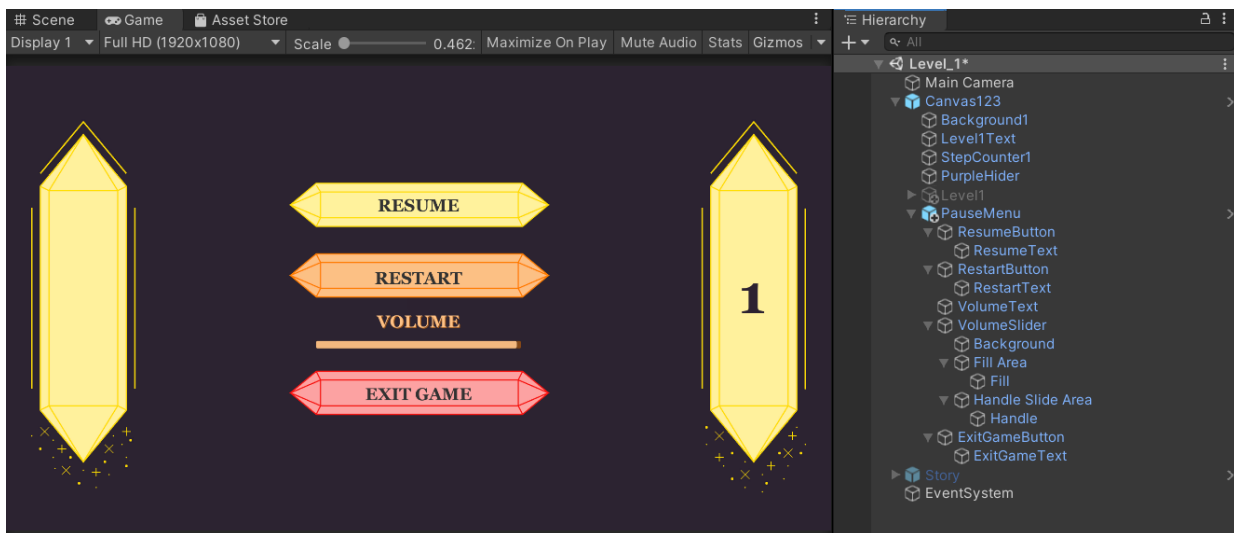 Scene Game Asset Store
Display 1 Full HD (1920x1080) Scale 0.462: Maximize On Play Mute Audio Stats Gizmos
RESUME
RESTART
VOLUME
EXIT GAME
1
Hierarchy
All
Level_1*
Main Camera
Canvas123
Background1
Level1Text
StepCounter1
PurpleHider
Level1
PauseMenu
ResumeButton
ResumeText
RestartButton
RestartText
VolumeText
VolumeSlider
Background
Fill Area
Fill
Handle Slide Area
Handle
ExitGameButton
ExitGameText
Story
EventSystem